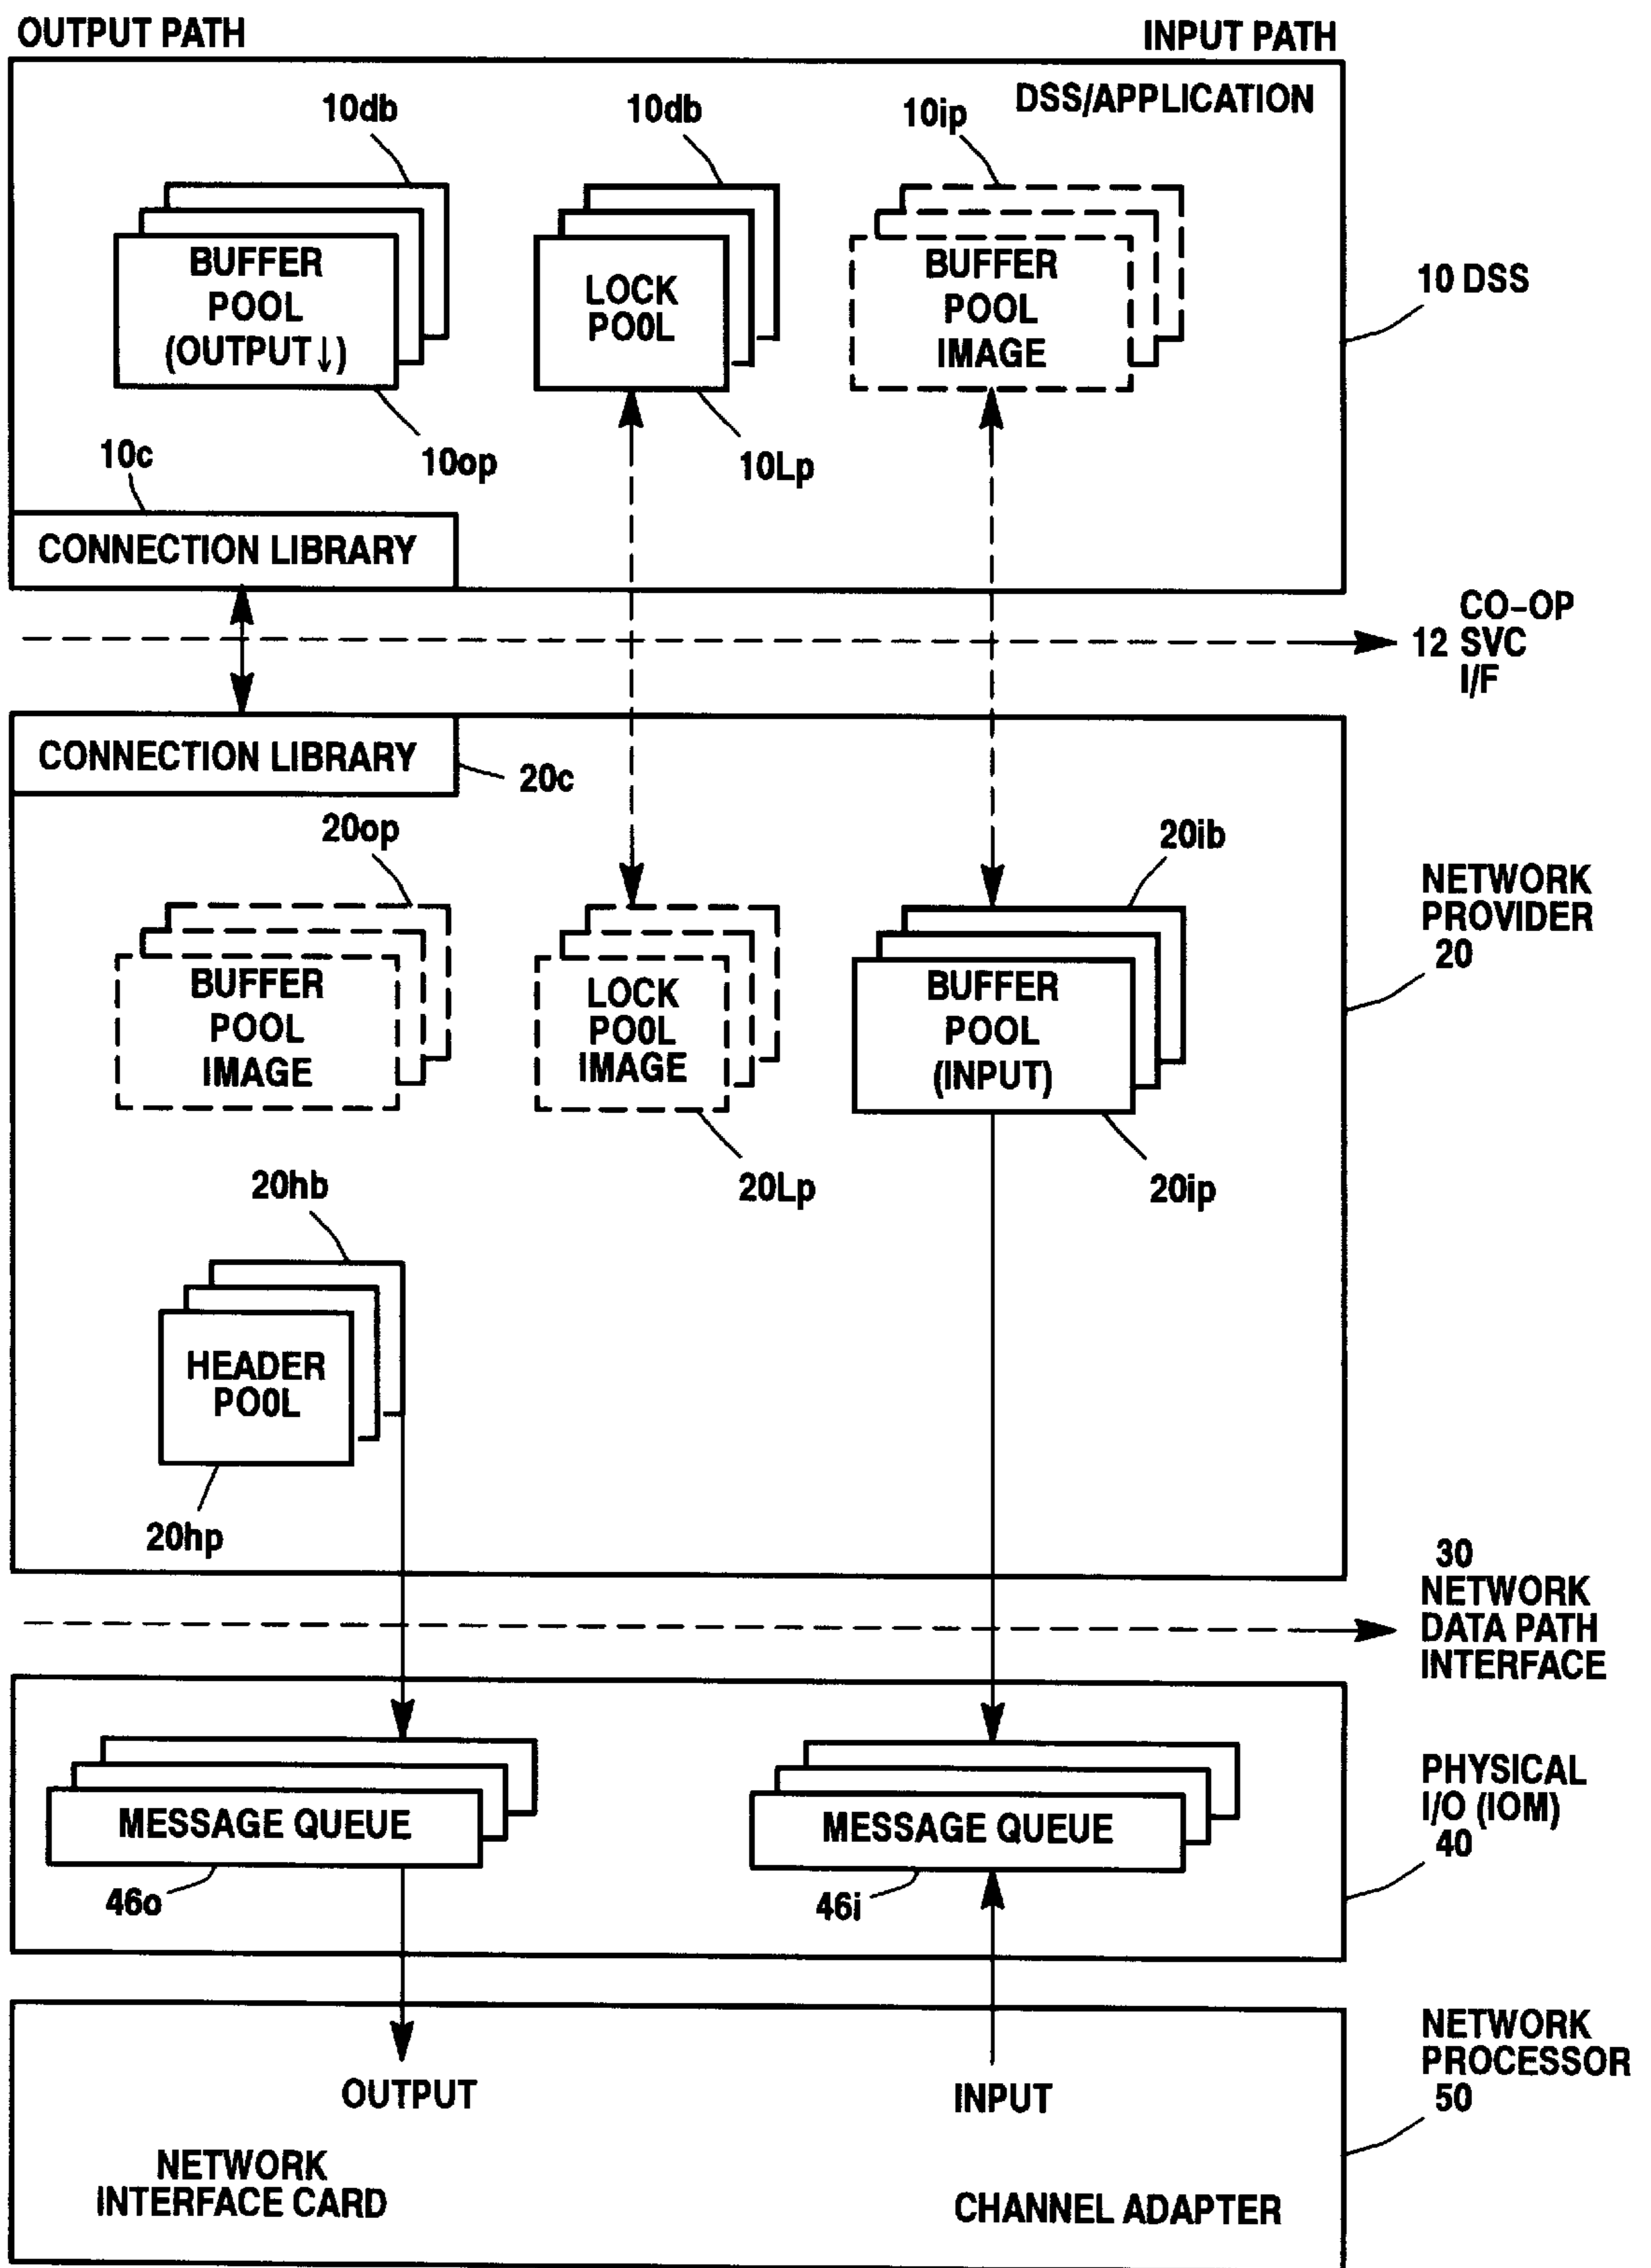 OUTPUT PATH
INPUT PATH
DSS/APPLICATION
10db
10db
10ip
BUFFER
POOL
(OUTPUT↓)
LOCK
POOL
BUFFER
POOL
IMAGE
10 DSS
10c
10op
10Lp
CONNECTION LIBRARY
CO-OP
12 SVC
I/F
CONNECTION LIBRARY
20c
20op
20ib
NETWORK
PROVIDER
20
BUFFER
POOL
IMAGE
LOCK
POOL
IMAGE
BUFFER
POOL
(INPUT)
20hb
20Lp
20ip
HEADER
POOL
20hp
30
NETWORK
DATA PATH
INTERFACE
MESSAGE QUEUE
MESSAGE QUEUE
PHYSICAL
I/O (IOM)
40
46o
46i
OUTPUT
INPUT
NETWORK
PROCESSOR
50
NETWORK
INTERFACE CARD
CHANNEL ADAPTER